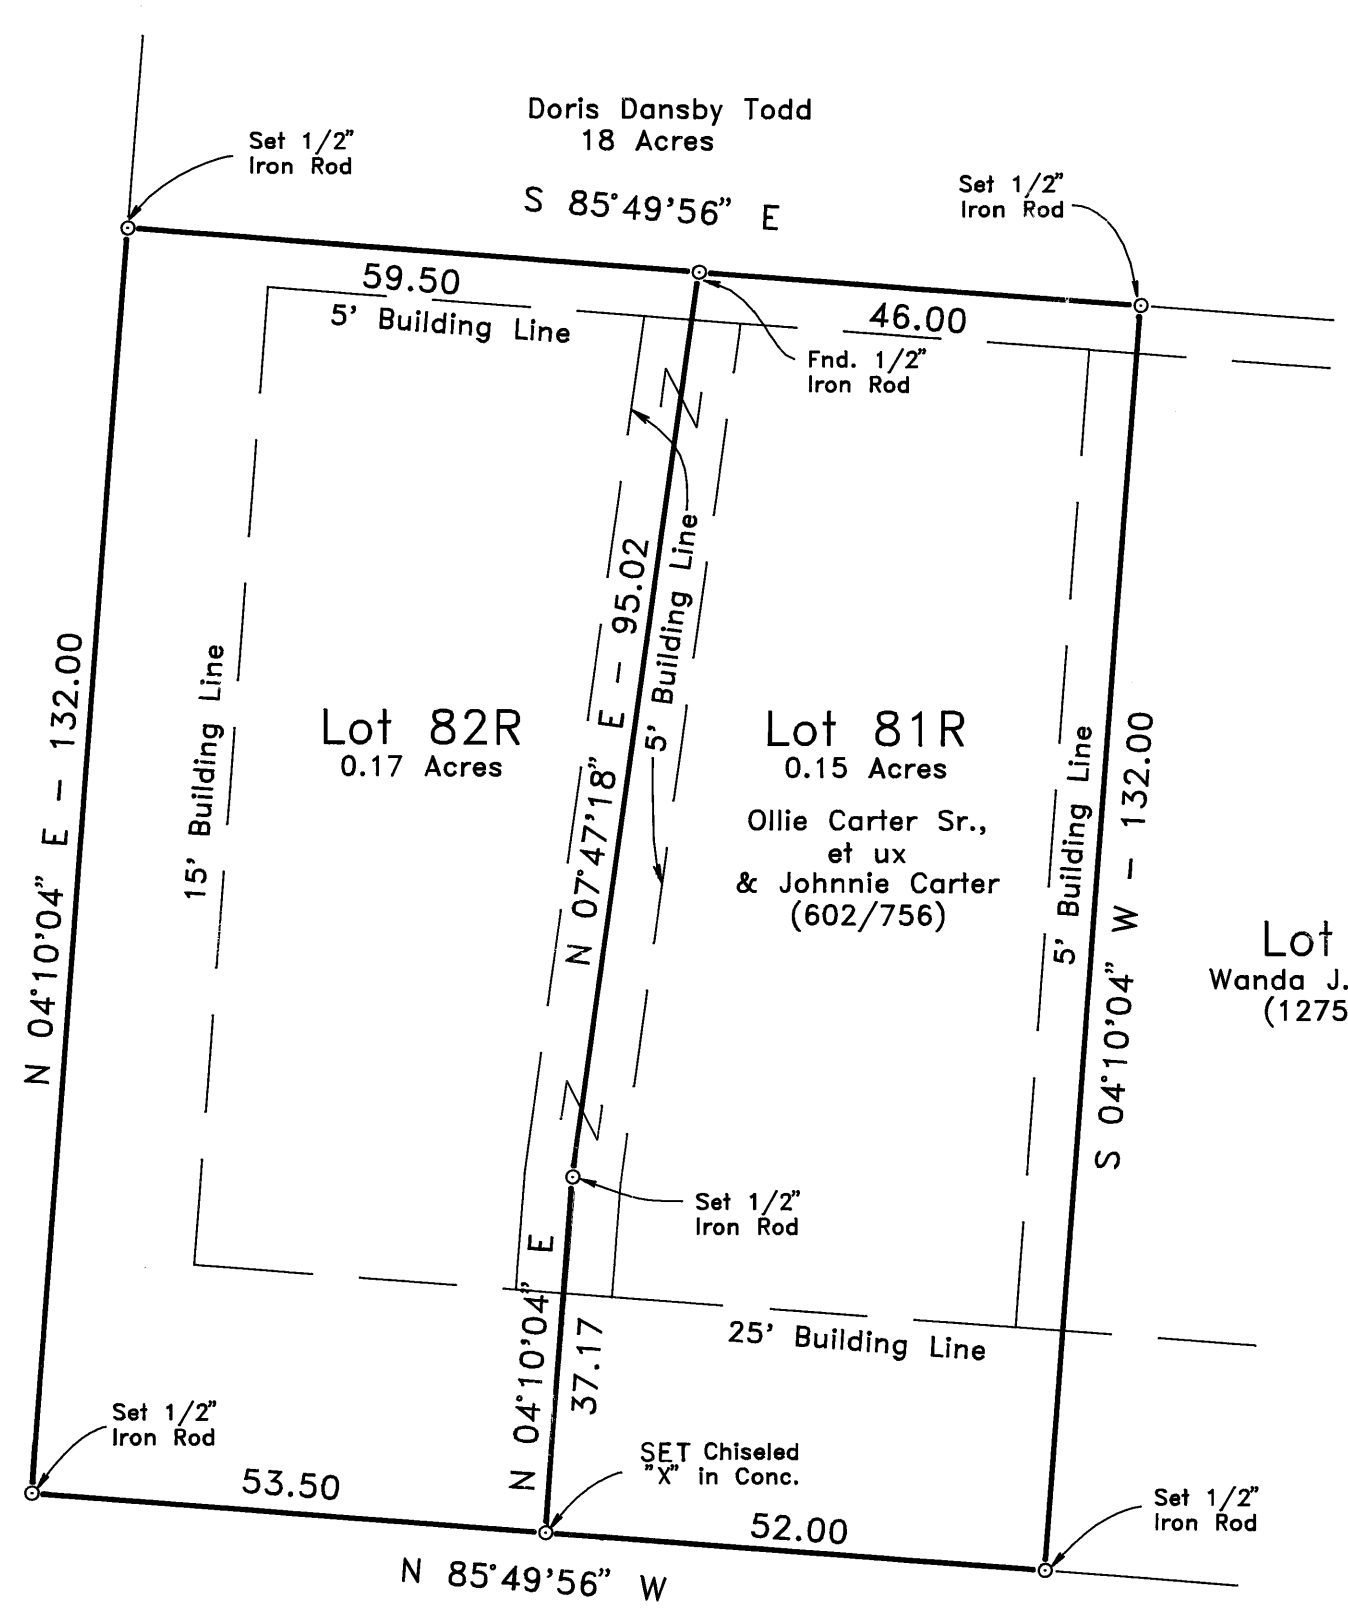 Doris Dansby Todd
18 Acres
Set 1/2"
Iron Rod
S 85°49'56" E
Set 1/2"
Iron Rod
59.50
46.00
5' Building Line
Fnd. 1/2"
Iron Rod
N 04°10'04" E – 132.00
15' Building Line
Lot 82R
0.17 Acres
N 07°47'18" E – 95.02
5' Building Line
Lot 81R
0.15 Acres
Ollie Carter Sr.,
et ux
& Johnnie Carter
(602/756)
5' Building Line
S 04°10'04" W – 132.00
Lot
Wanda J.
(1275
Set 1/2"
Iron Rod
N 04°10'04" E
37.17
25' Building Line
Set 1/2"
Iron Rod
53.50
SET Chiseled
"X" in Conc.
52.00
Set 1/2"
Iron Rod
N 85°49'56" W